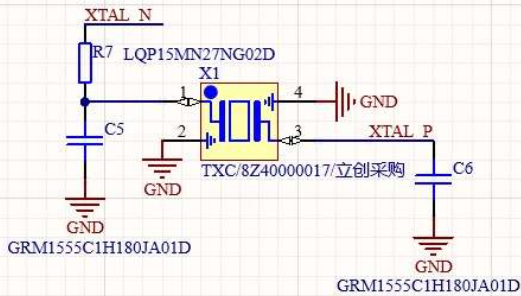 XTAL_N
R7 LQP15MN27NG02D
X1
1
4
GND
C5
2
3
XTAL_P
GND
TXC/8Z40000017/立创采购
C6
GND
GRM1555C1H180JA01D
GND
GRM1555C1H180JA01D